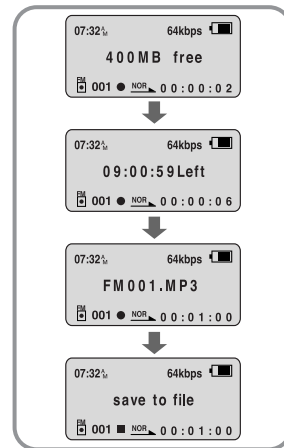 07:32AM 64kbps
400MB free
FM 001 NOR 00:00:02
07:32AM 64kbps
09:00:59Left
FM 001 NOR 00:00:06
07:32AM 64kbps
FM001.MP3
FM 001 NOR 00:01:00
07:32AM 64kbps
save to file
FM 001 NOR 00:01:00